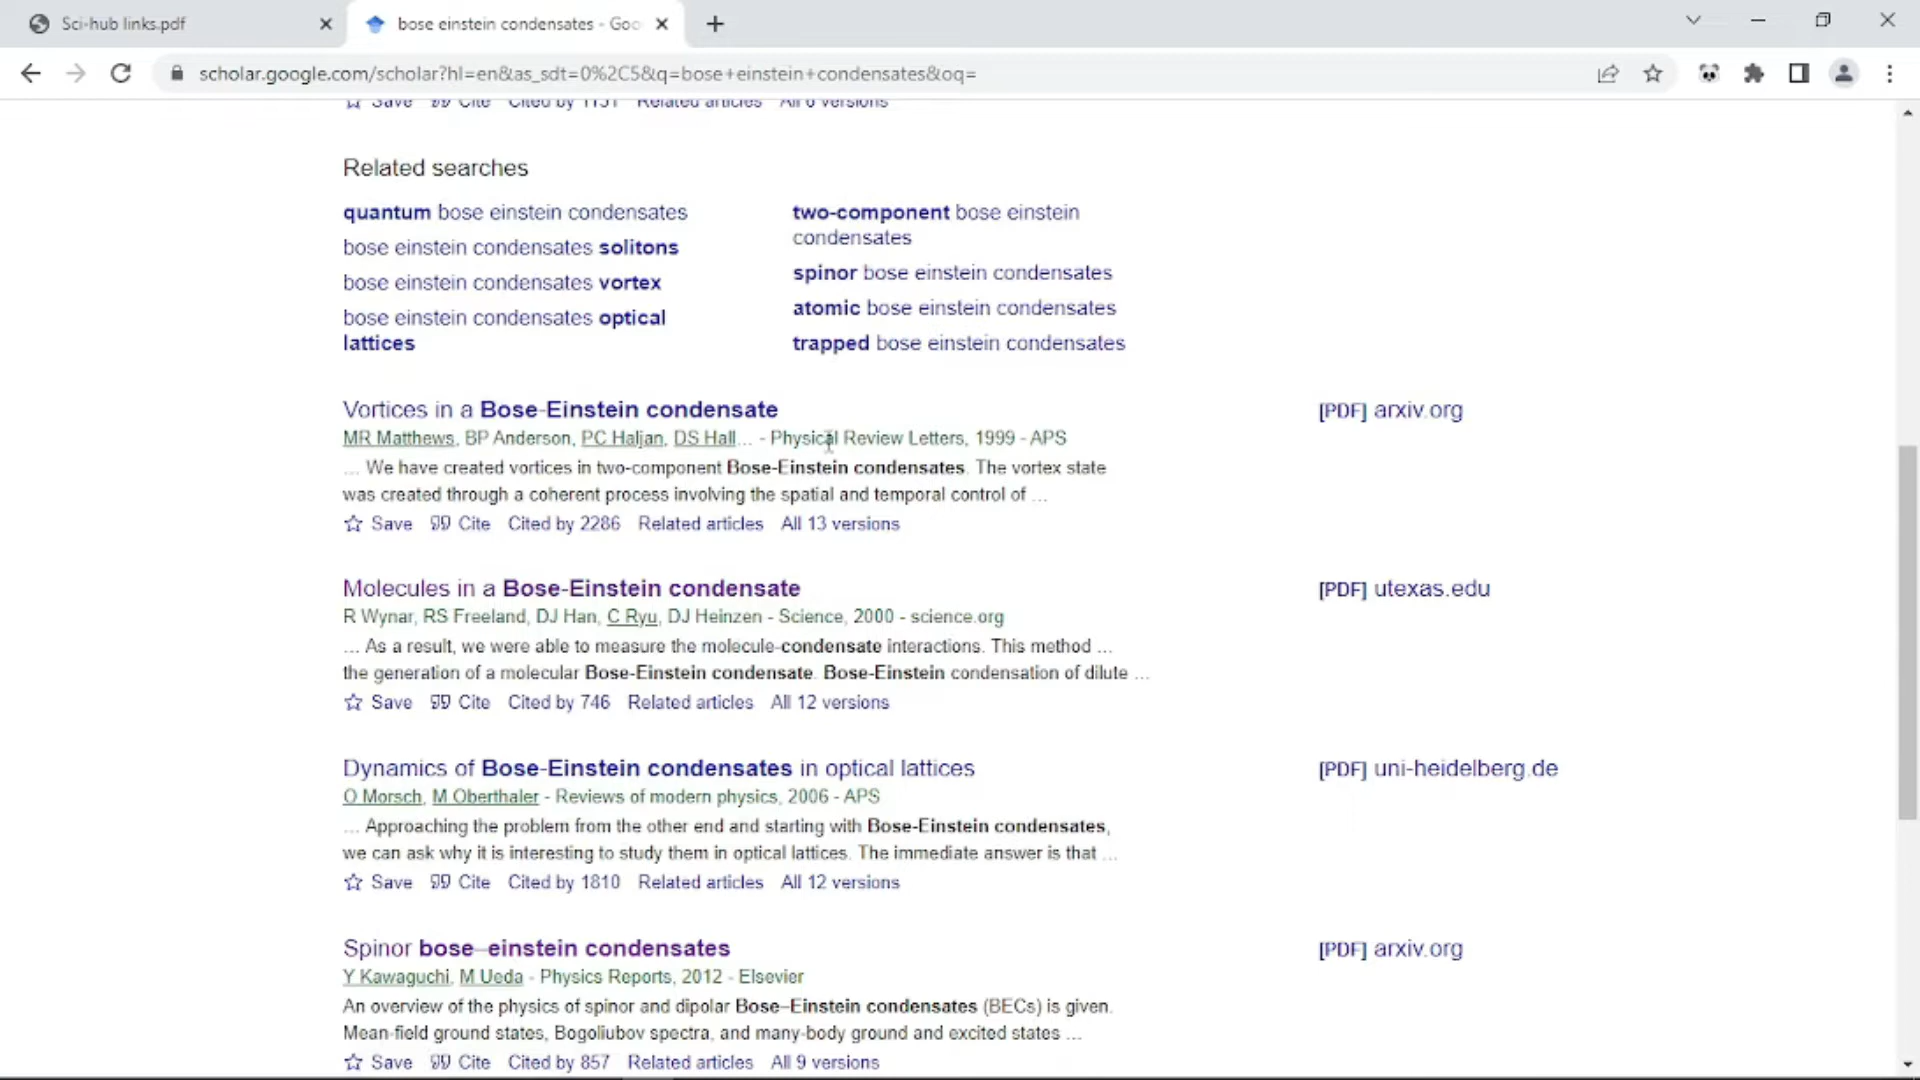 Sci-hub links.pdf
bose einstein condensates - Goo
scholar.google.com/scholar?hl=en&as_sdt=0%2C5&q=bose+einstein+condensates&oq=
Save Cite Cited by 1151 Related articles All 6 versions
Related searches
quantum bose einstein condensates
bose einstein condensates solitons
bose einstein condensates vortex
bose einstein condensates optical
lattices
two-component bose einstein
condensates
spinor bose einstein condensates
atomic bose einstein condensates
trapped bose einstein condensates
Vortices in a Bose-Einstein condensate
[PDF] arxiv.org
MR Matthews, BP Anderson, PC Haljan, DS Hall… - Physical Review Letters, 1999 - APS
… We have created vortices in two-component Bose-Einstein condensates. The vortex state
was created through a coherent process involving the spatial and temporal control of …
Save Cite Cited by 2286 Related articles All 13 versions
Molecules in a Bose-Einstein condensate
[PDF] utexas.edu
R Wynar, RS Freeland, DJ Han, C Ryu, DJ Heinzen - Science, 2000 - science.org
… As a result, we were able to measure the molecule-condensate interactions. This method …
the generation of a molecular Bose-Einstein condensate. Bose-Einstein condensation of dilute …
Save Cite Cited by 746 Related articles All 12 versions
Dynamics of Bose-Einstein condensates in optical lattices
[PDF] uni-heidelberg.de
O Morsch, M Oberthaler - Reviews of modern physics, 2006 - APS
… Approaching the problem from the other end and starting with Bose-Einstein condensates,
we can ask why it is interesting to study them in optical lattices. The immediate answer is that …
Save Cite Cited by 1810 Related articles All 12 versions
Spinor bose–einstein condensates
[PDF] arxiv.org
Y Kawaguchi, M Ueda - Physics Reports, 2012 - Elsevier
An overview of the physics of spinor and dipolar Bose–Einstein condensates (BECs) is given.
Mean-field ground states, Bogoliubov spectra, and many-body ground and excited states …
Save Cite Cited by 857 Related articles All 9 versions